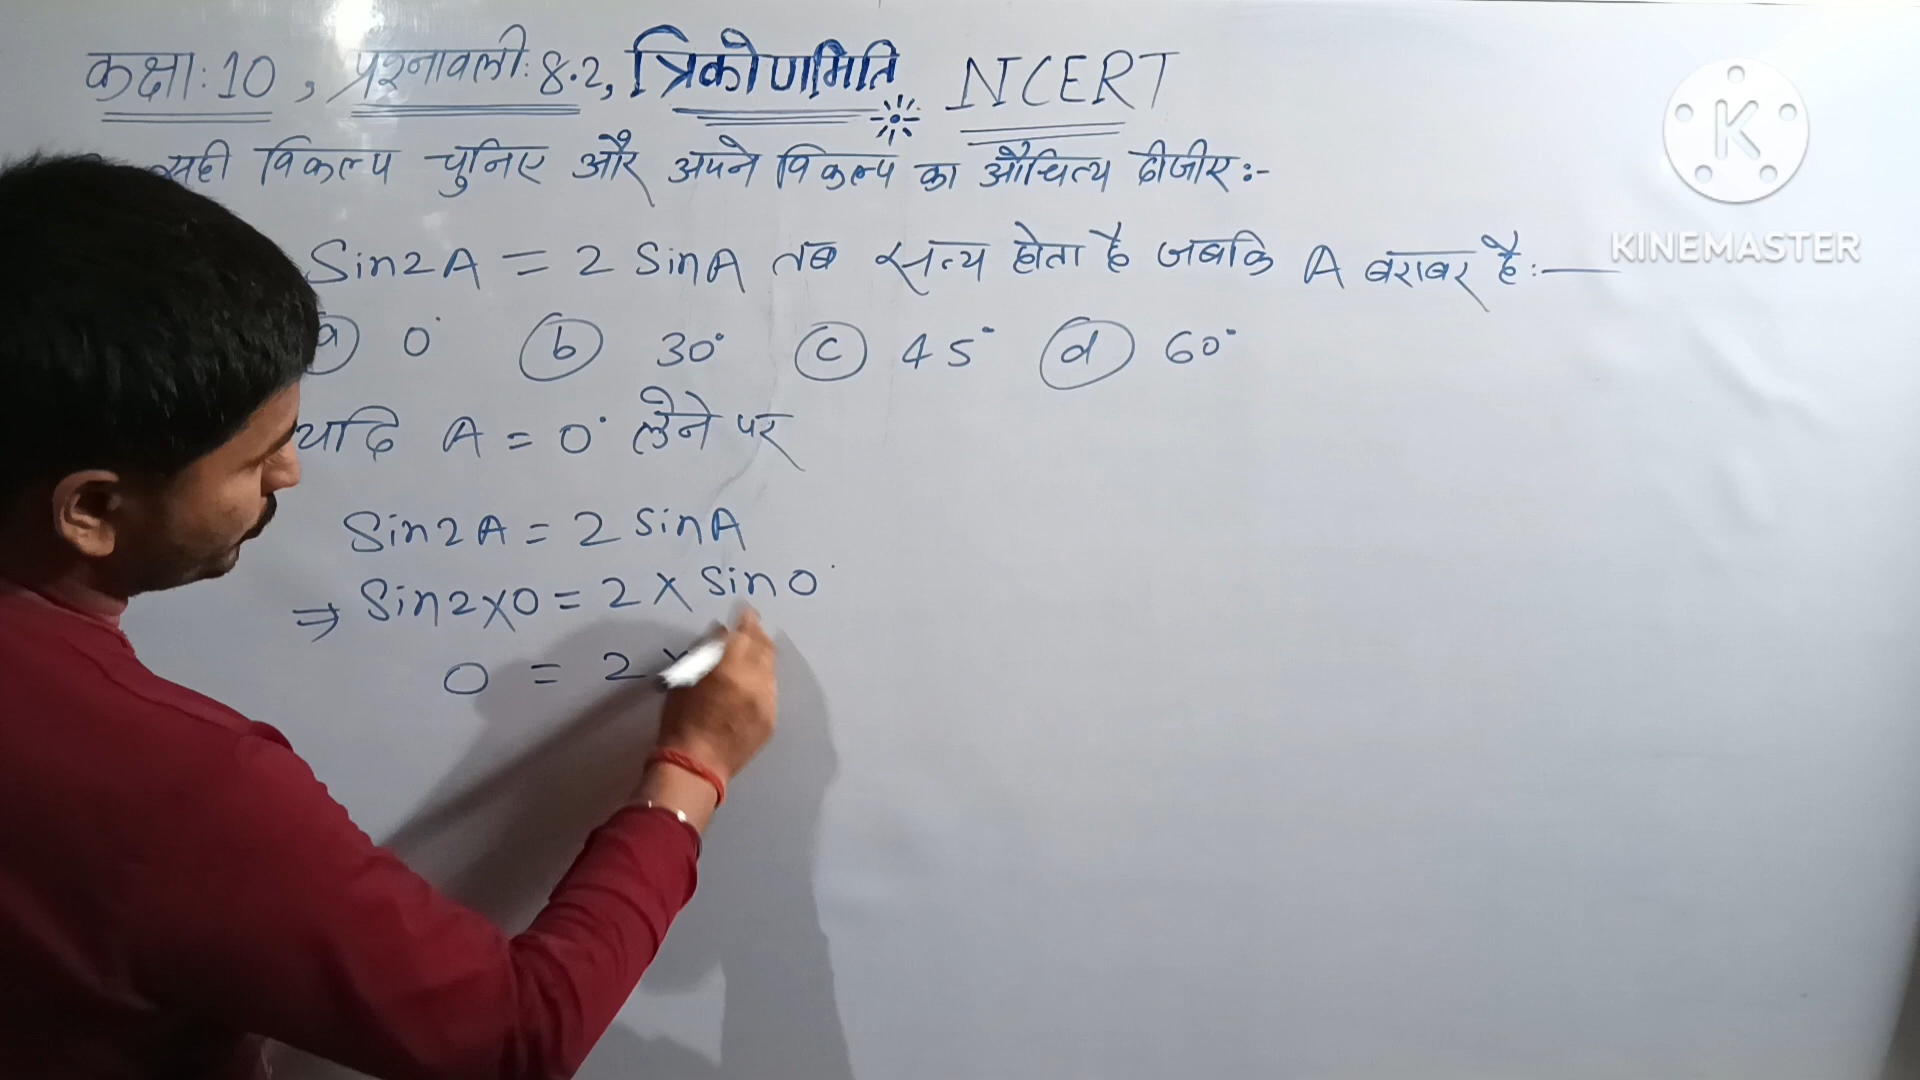 कक्षा: 10, प्रश्नावली: 8.2, त्रिकोणमिति NCERT
सही विकल्प चुनिए और अपने विकल्प का औचित्य दीजीए:-
Sin2A = 2 SinA तब सत्य होता है जबकि A बराबर है:—
a 0° b 30° c 45° d 60°
यदि A = 0° लेने पर
Sin2A = 2 sinA
⇒ Sin2×0 = 2 × Sin0°
0 = 2 ×
K
KINEMASTER